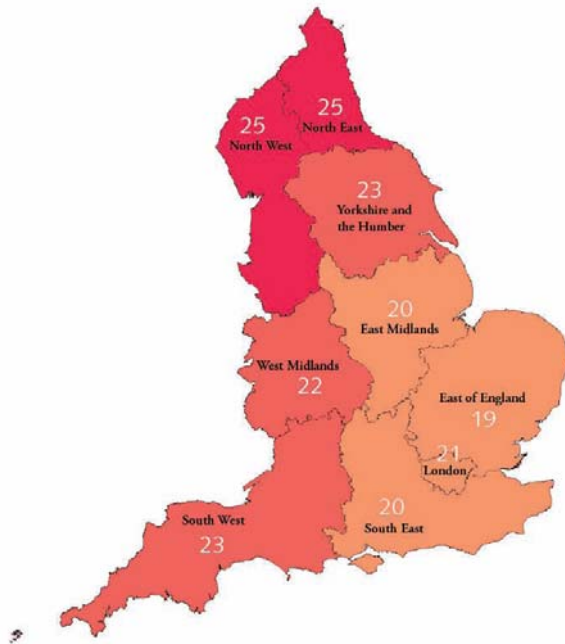 25
North East
25
North West
23
Yorkshire and
the Humber
20
East Midlands
West Midlands
22
East of England
19
21
London
20
South East
South West
23